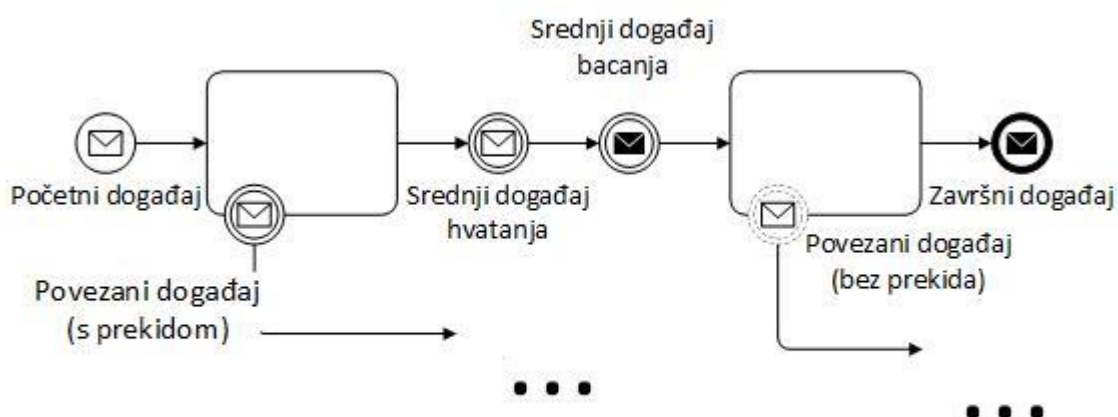 Srednji događaj
bacanja
Početni događaj
Srednji događaj
hvatanja
Završni događaj
Povezani događaj
(s prekidom)
Povezani događaj
(bez prekida)